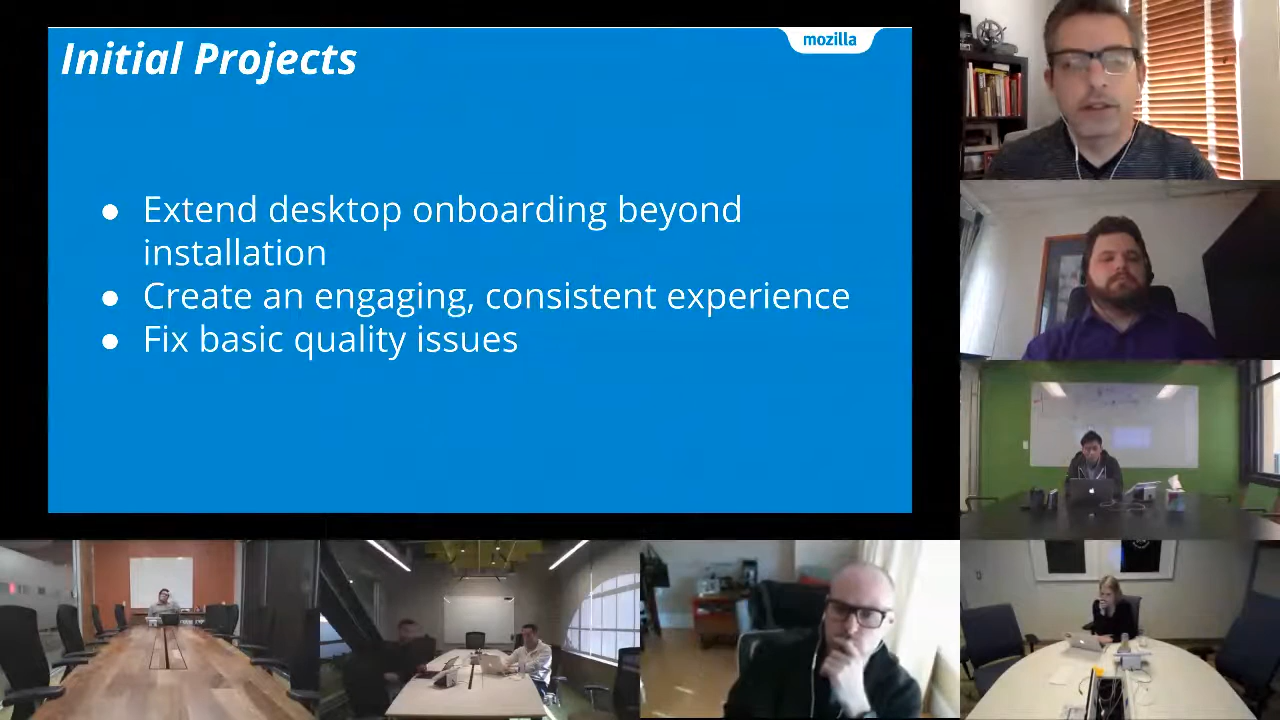 Initial Projects
mozilla
● Extend desktop onboarding beyond
installation
● Create an engaging, consistent experience
● Fix basic quality issues